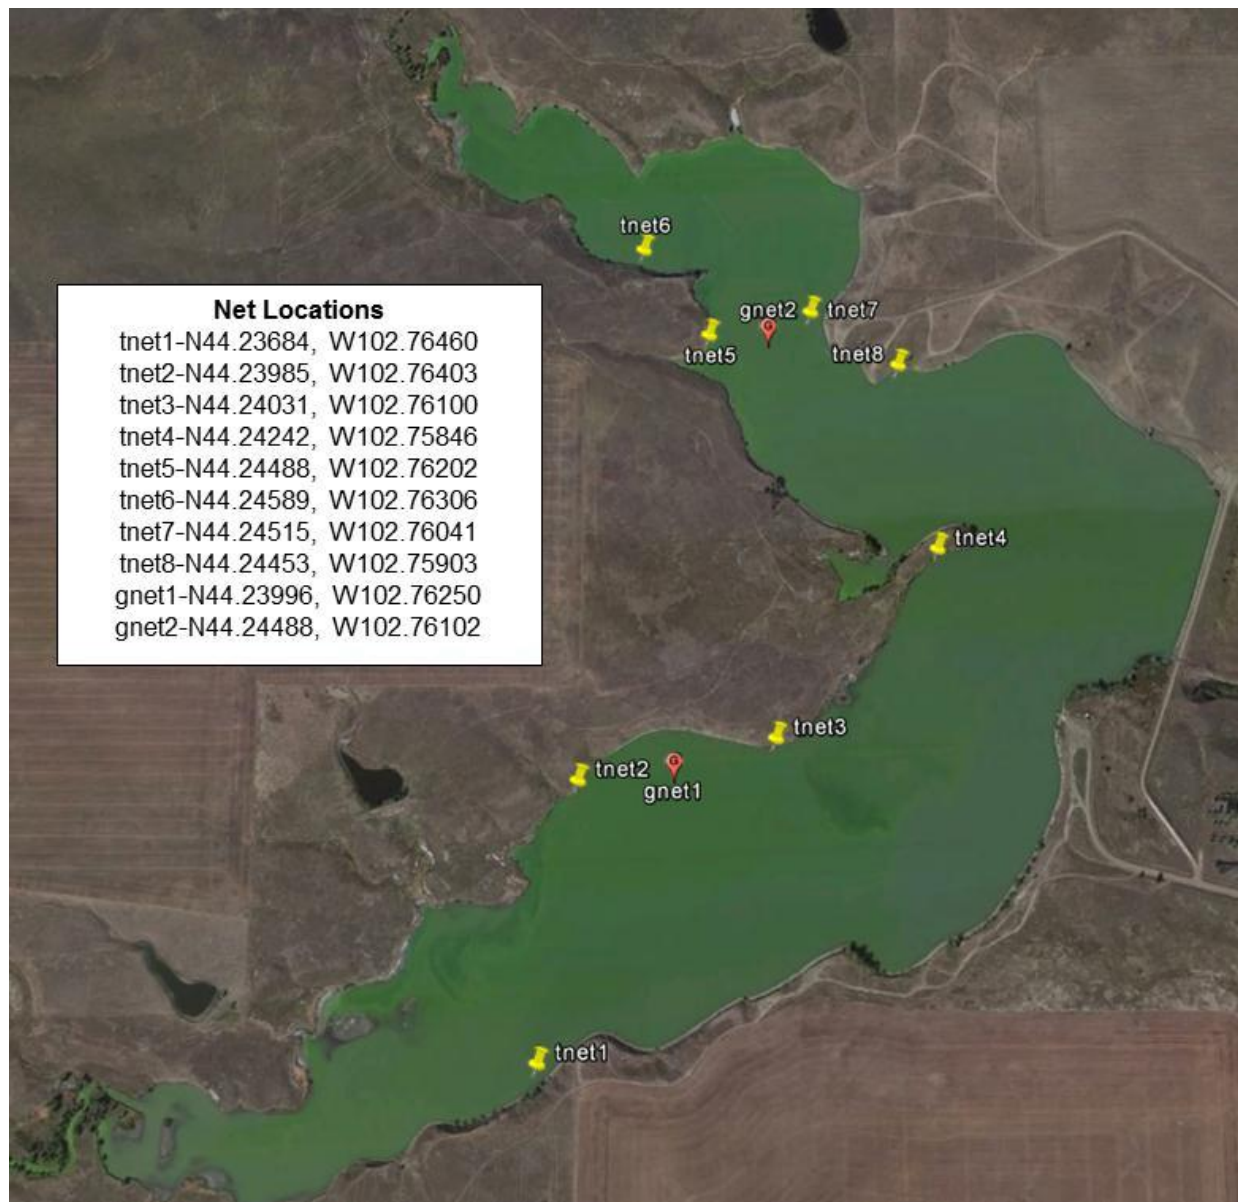 tnet6
gnet2
tnet7
tnet5
tnet8
Net Locations
tnet1-N44.23684, W102.76460
tnet2-N44.23985, W102.76403
tnet3-N44.24031, W102.76100
tnet4-N44.24242, W102.75846
tnet5-N44.24488, W102.76202
tnet6-N44.24589, W102.76306
tnet7-N44.24515, W102.76041
tnet8-N44.24453, W102.75903
gnet1-N44.23996, W102.76250
gnet2-N44.24488, W102.76102
tnet4
tnet3
tnet2
gnet1
tnet1
G
G